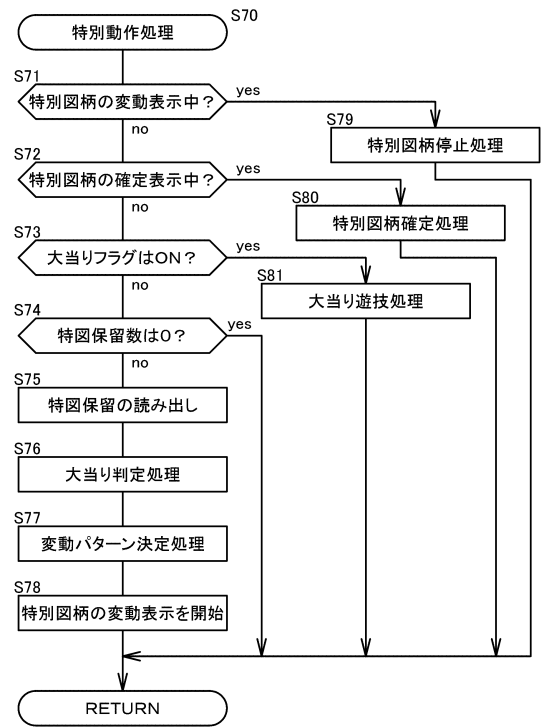 特別動作処理
S70
S71
特別図柄の変動表示中？
yes
no
S79
特別図柄停止処理
S72
特別図柄の確定表示中？
yes
no
S80
特別図柄確定処理
S73
大当りフラグはON？
yes
no
S81
大当り遊技処理
S74
特図保留数は0？
yes
no
S75
特図保留の読み出し
S76
大当り判定処理
S77
変動パターン決定処理
S78
特別図柄の変動表示を開始
RETURN